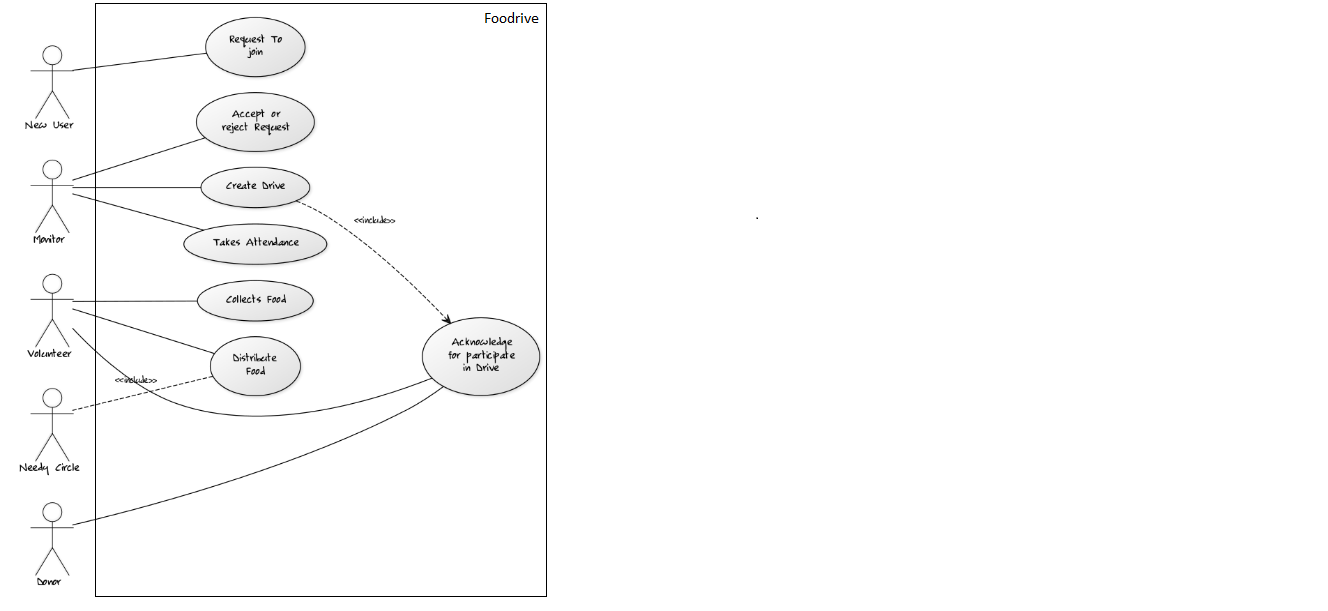 Foodrive
Request To
join
New User
Accept or
reject Request
Create Drive
Monitor
<<include>>
Takes Attendance
Collects Food
Volunteer
Distribute
Food
Acknowledge
for participate
in Drive
<<include>>
Needy Circle
Donor